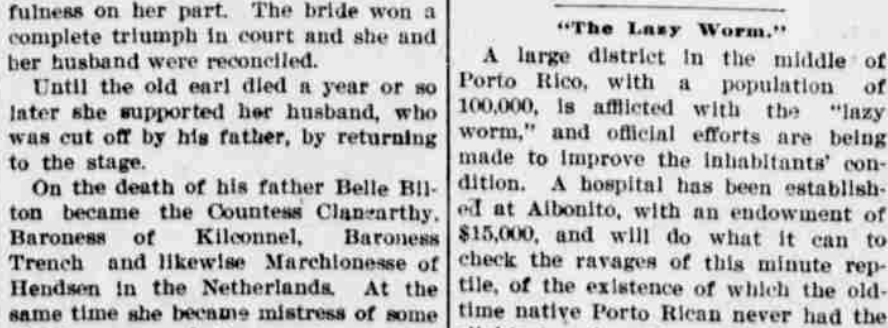 fulness on her part. The bride won a
complete triumph in court and she and
her husband were reconciled.
Until the old earl died a year or so
later she supported her husband, who
was cut off by his father, by returning
to the stage.
On the death of his father Belle Bil-
ton became the Countess Clancarthy,
Baroness of Kilconnel, Baroness
Trench and likewise Marchionesse of
Hendsen in the Netherlands. At the
same time she became mistress of some
"The Lazy Worm."
A large district in the middle of
Porto Rico, with a population of
100,000, is afflicted with the "lazy
worm," and official efforts are being
made to improve the inhabitants' con-
dition. A hospital has been establish-
ed at Aibonito, with an endowment of
$15,000, and will do what it can to
check the ravages of this minute rep-
tile, of the existence of which the old-
time native Porto Rican never had the